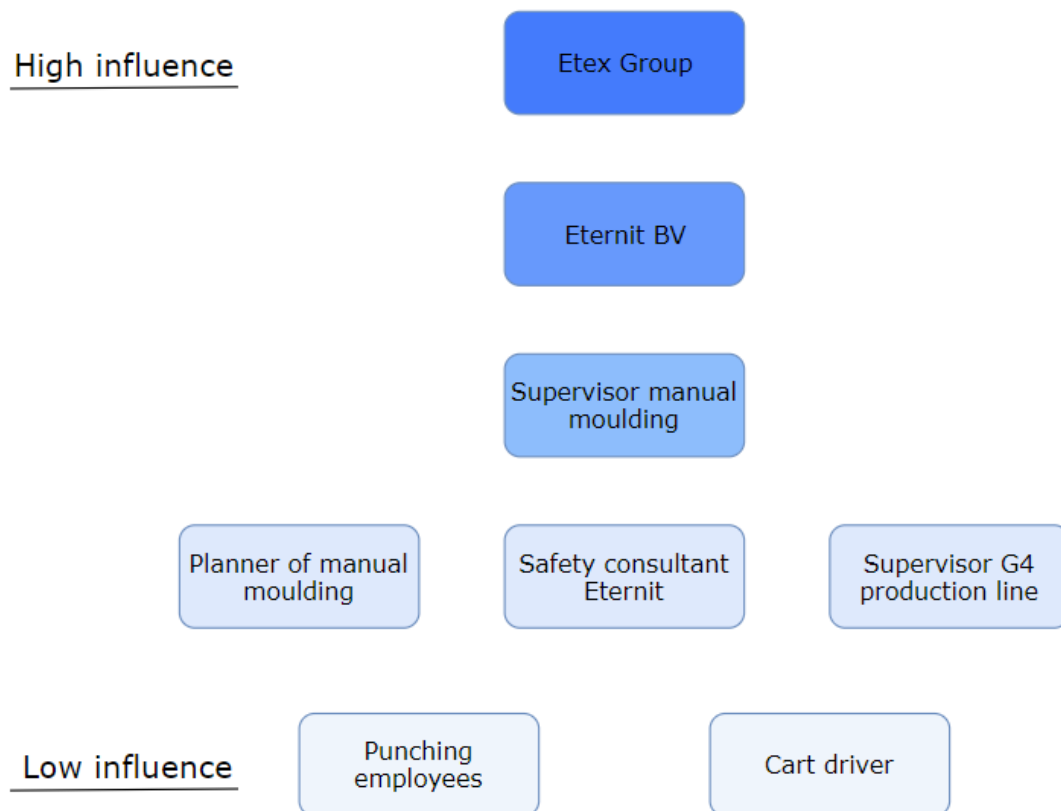 High influence
Etex Group
Eternit BV
Supervisor manual
moulding
Planner of manual
moulding
Safety consultant
Eternit
Supervisor G4
production line
Low influence
Punching
employees
Cart driver